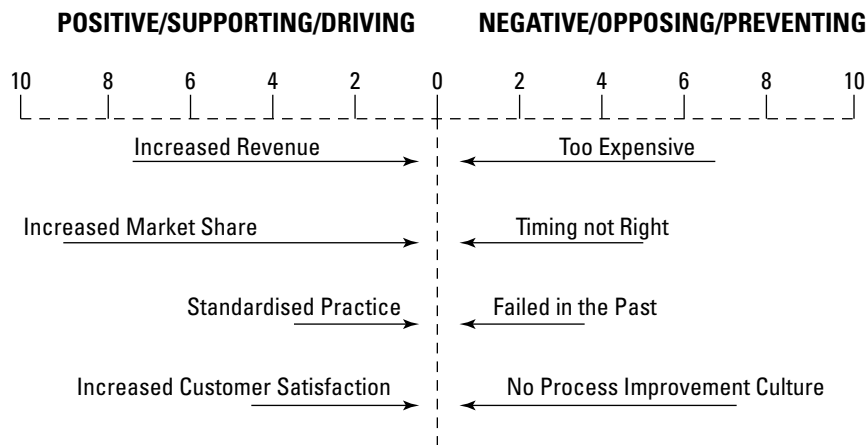 POSITIVE/SUPPORTING/DRIVING NEGATIVE/OPPOSING/PREVENTING
10 8 6 4 2 0 2 4 6 8 10
Increased Revenue Too Expensive
Increased Market Share Timing not Right
Standardised Practice Failed in the Past
Increased Customer Satisfaction No Process Improvement Culture